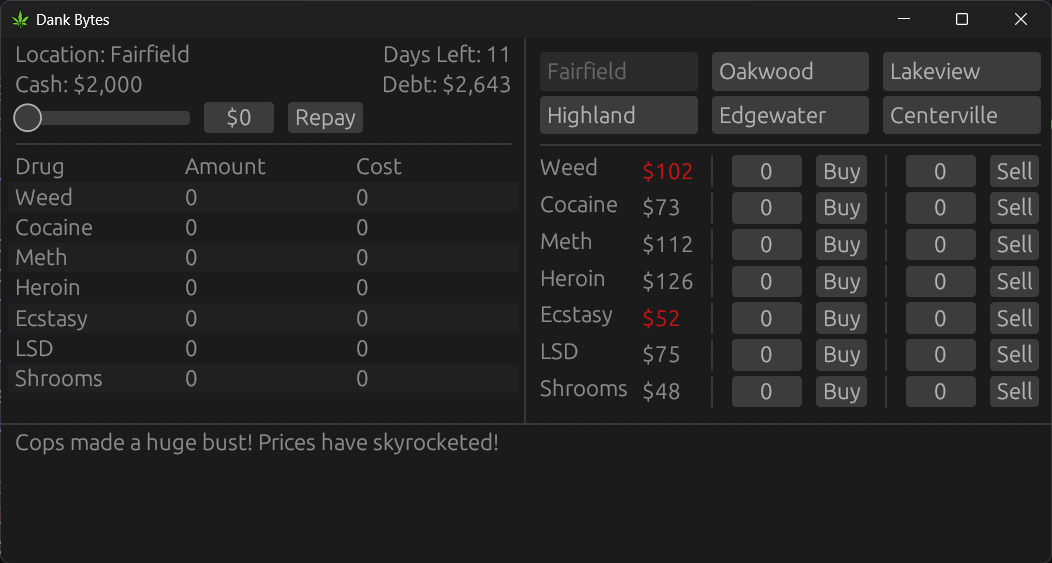 Dank Bytes
Location: Fairfield Days Left: 11
Cash: $2,000 Debt: $2,643
$0 Repay
Drug Amount Cost
Weed 0 0
Cocaine 0 0
Meth 0 0
Heroin 0 0
Ecstasy 0 0
LSD 0 0
Shrooms 0 0
Fairfield Oakwood Lakeview
Highland Edgewater Centerville
Weed $102 0 Buy 0 Sell
Cocaine $73 0 Buy 0 Sell
Meth $112 0 Buy 0 Sell
Heroin $126 0 Buy 0 Sell
Ecstasy $52 0 Buy 0 Sell
LSD $75 0 Buy 0 Sell
Shrooms $48 0 Buy 0 Sell
Cops made a huge bust! Prices have skyrocketed!